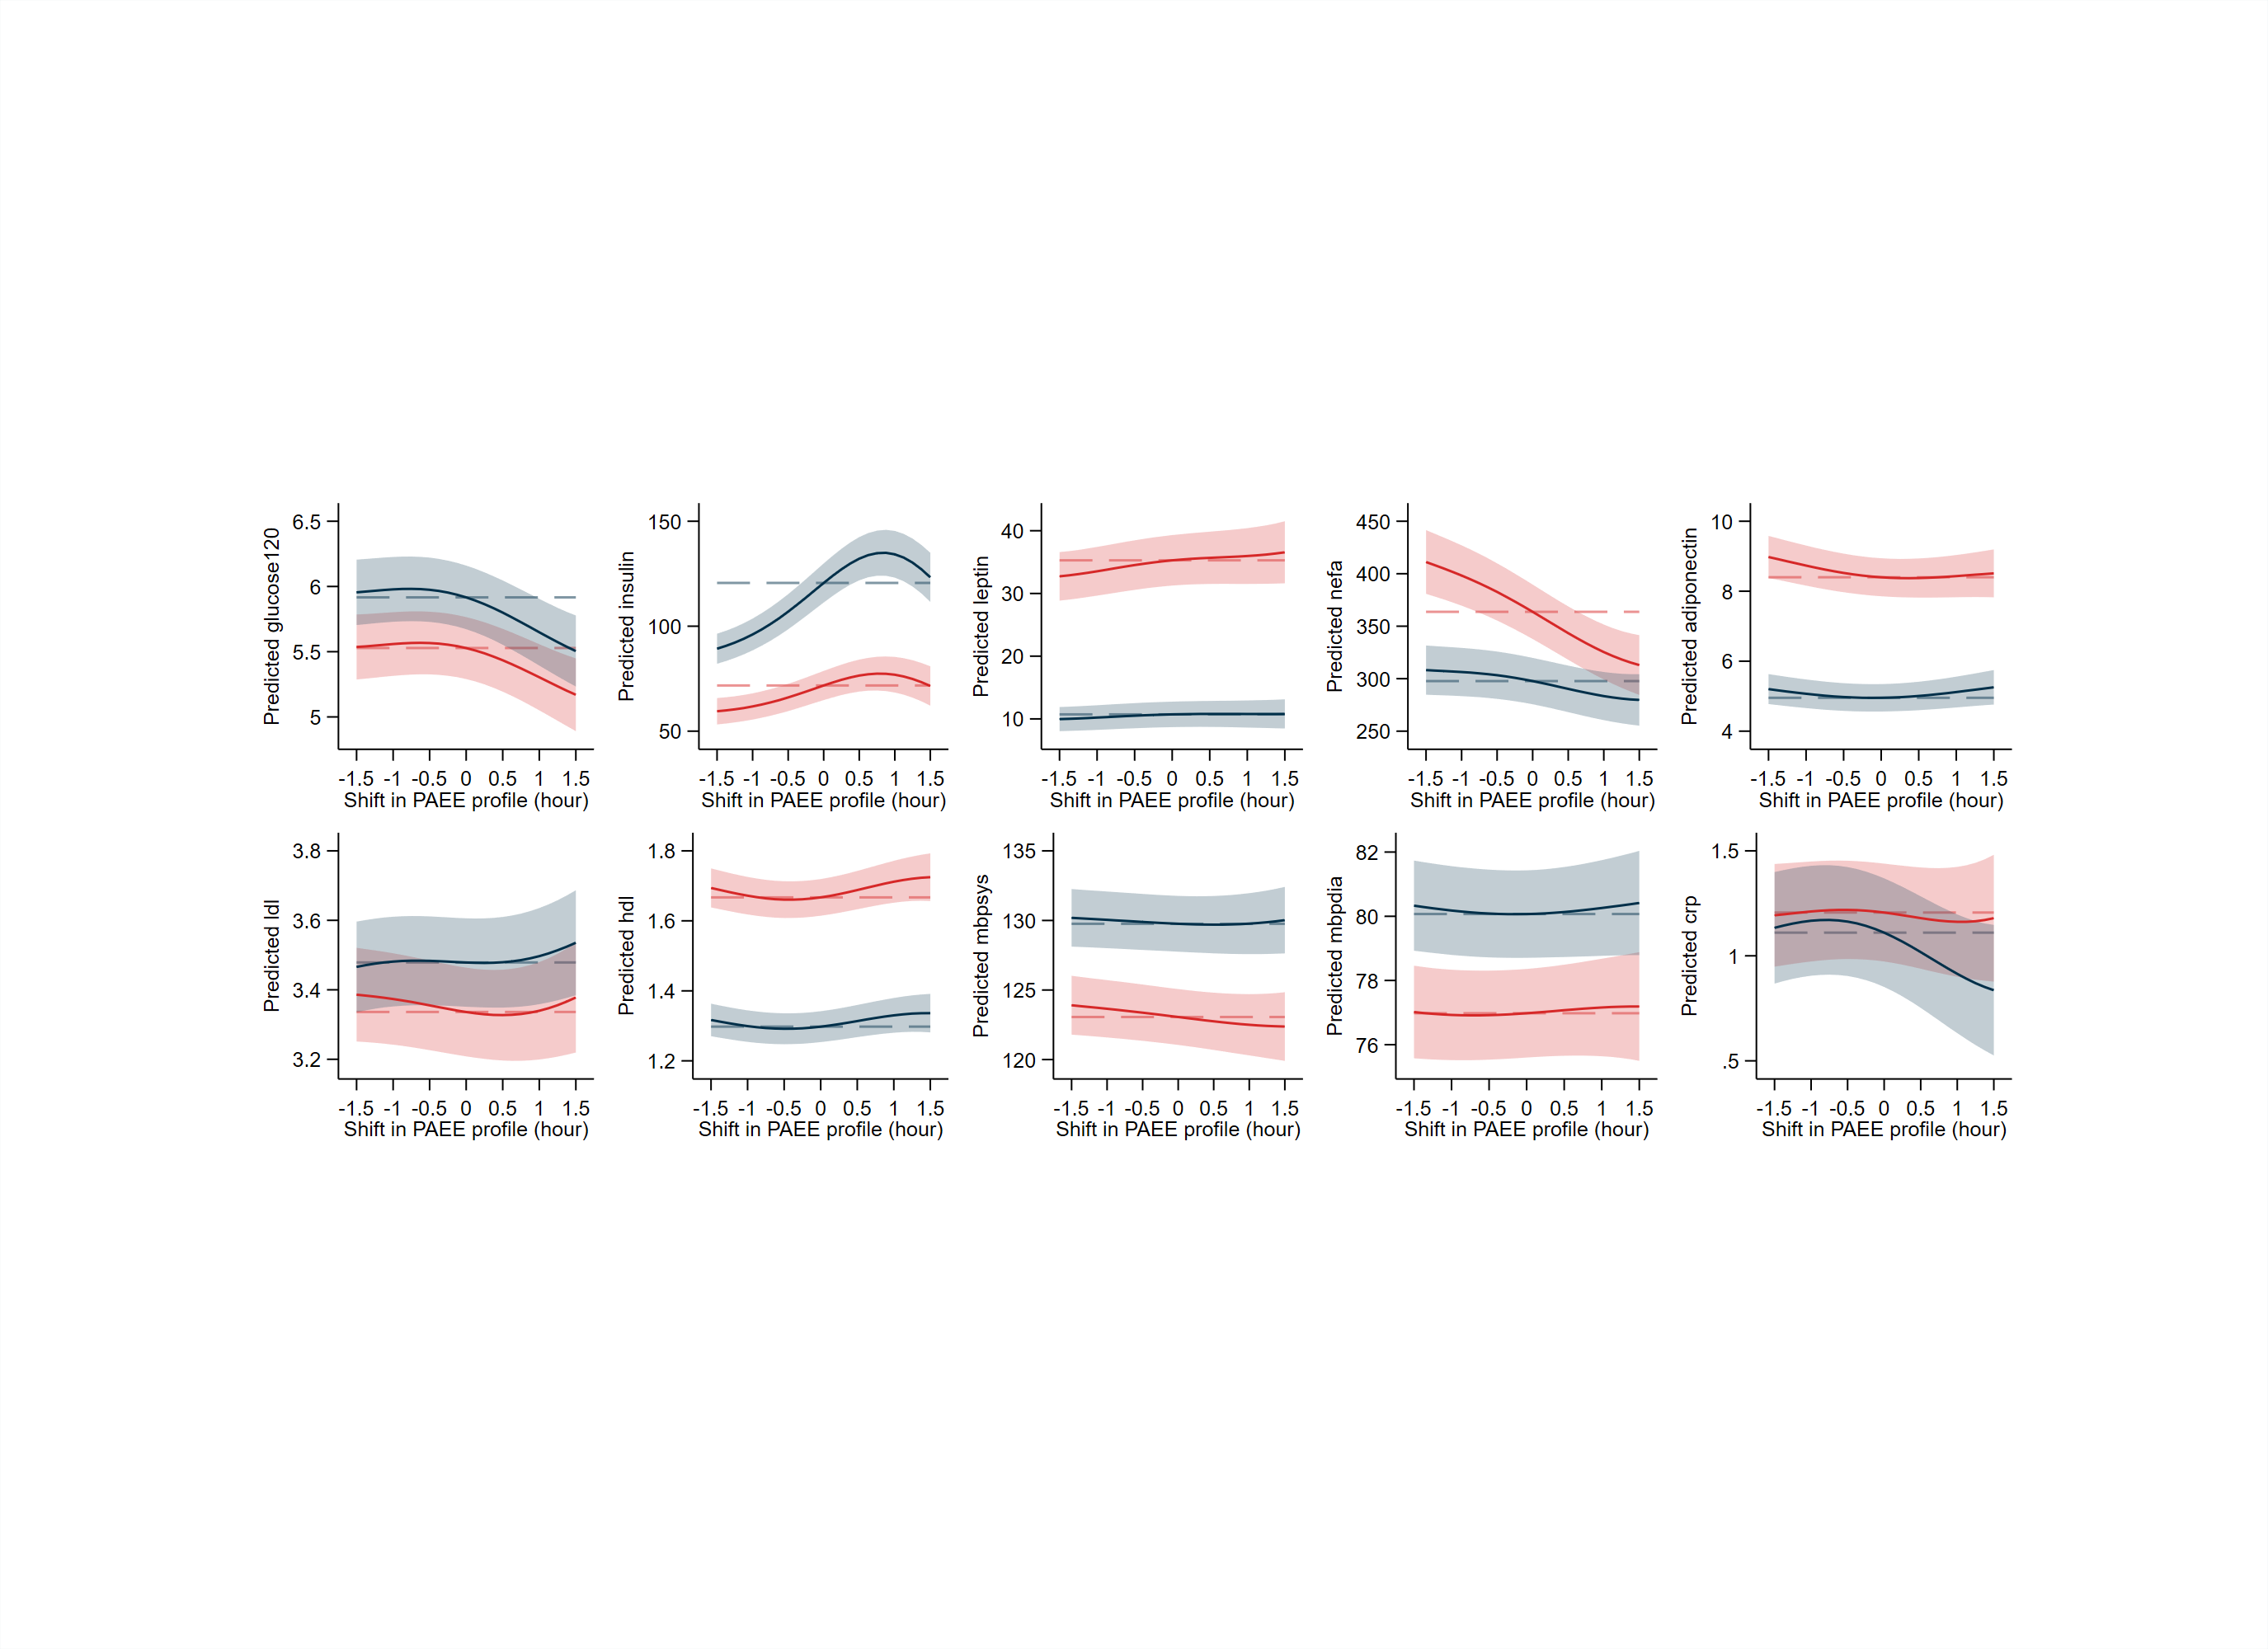 Predicted glucose120
6.5
6
5.5
5
-1.5 -1 -0.5 0 0.5 1 1.5
Shift in PAEE profile (hour)
Predicted insulin
150
100
50
-1.5 -1 -0.5 0 0.5 1 1.5
Shift in PAEE profile (hour)
Predicted leptin
40
30
20
10
-1.5 -1 -0.5 0 0.5 1 1.5
Shift in PAEE profile (hour)
Predicted nefa
450
400
350
300
250
-1.5 -1 -0.5 0 0.5 1 1.5
Shift in PAEE profile (hour)
Predicted adiponectin
10
8
6
4
-1.5 -1 -0.5 0 0.5 1 1.5
Shift in PAEE profile (hour)
Predicted ldl
3.8
3.6
3.4
3.2
-1.5 -1 -0.5 0 0.5 1 1.5
Shift in PAEE profile (hour)
Predicted hdl
1.8
1.6
1.4
1.2
-1.5 -1 -0.5 0 0.5 1 1.5
Shift in PAEE profile (hour)
Predicted mbpsys
135
130
125
120
-1.5 -1 -0.5 0 0.5 1 1.5
Shift in PAEE profile (hour)
Predicted mbpdia
82
80
78
76
-1.5 -1 -0.5 0 0.5 1 1.5
Shift in PAEE profile (hour)
Predicted crp
1.5
1
.5
-1.5 -1 -0.5 0 0.5 1 1.5
Shift in PAEE profile (hour)